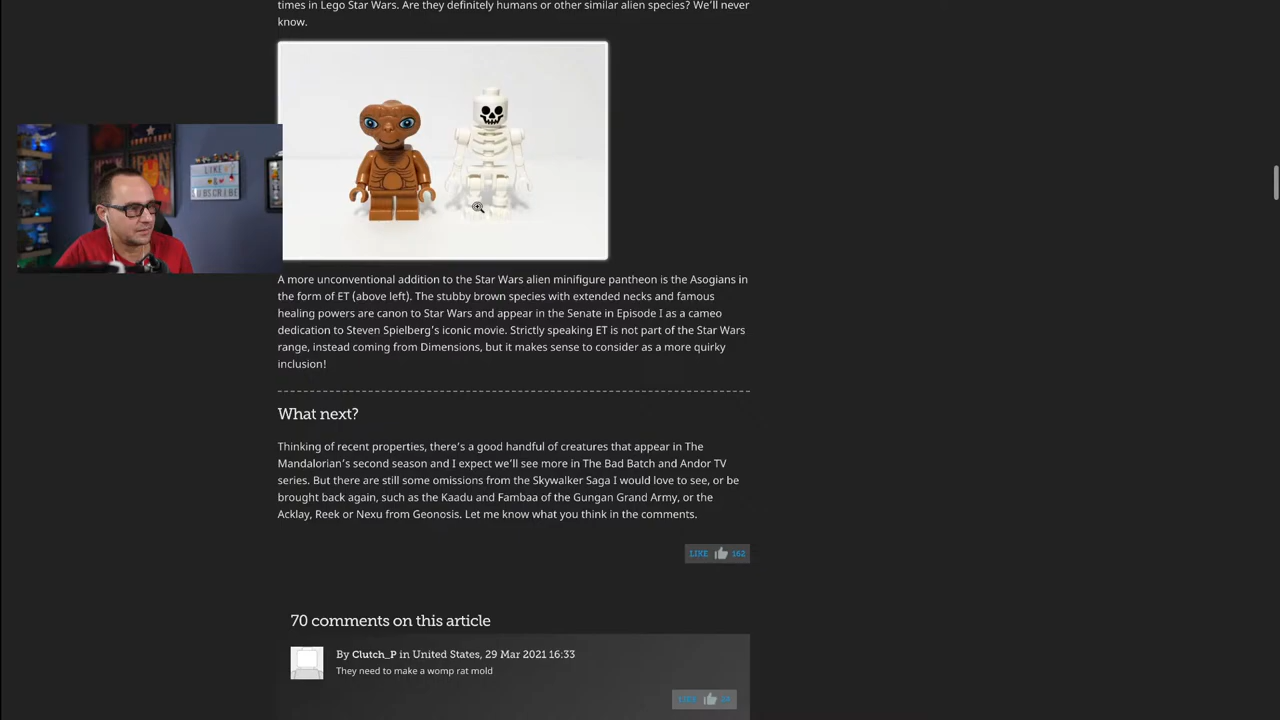 times in Lego Star Wars. Are they definitely humans or other similar alien species? We'll never
know.
LIKE
&
SUBSCRIBE
A more unconventional addition to the Star Wars alien minifigure pantheon is the Asogians in
the form of ET (above left). The stubby brown species with extended necks and famous
healing powers are canon to Star Wars and appear in the Senate in Episode I as a cameo
dedication to Steven Spielberg's iconic movie. Strictly speaking ET is not part of the Star Wars
range, instead coming from Dimensions, but it makes sense to consider as a more quirky
inclusion!
What next?
Thinking of recent properties, there's a good handful of creatures that appear in The
Mandalorian's second season and I expect we'll see more in The Bad Batch and Andor TV
series. But there are still some omissions from the Skywalker Saga I would love to see, or be
brought back again, such as the Kaadu and Fambaa of the Gungan Grand Army, or the
Acklay, Reek or Nexu from Geonosis. Let me know what you think in the comments.
LIKE 162
70 comments on this article
By Clutch_P in United States, 29 Mar 2021 16:33
They need to make a womp rat mold
LIKE